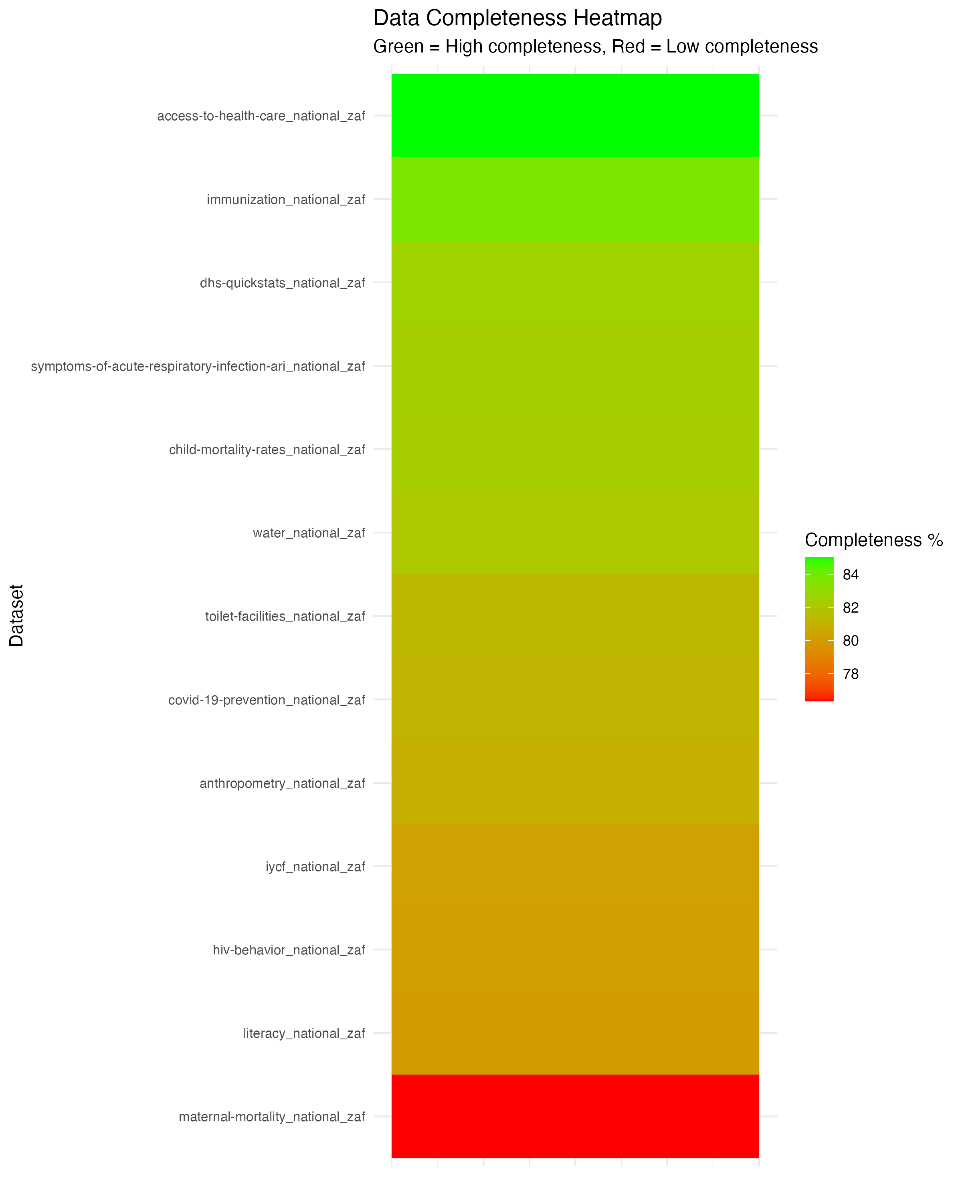 Data Completeness Heatmap
Green = High completeness, Red = Low completeness
access-to-health-care_national_zaf
immunization_national_zaf
dhs-quickstats_national_zaf
symptoms-of-acute-respiratory-infection-ari_national_zaf
child-mortality-rates_national_zaf
water_national_zaf
toilet-facilities_national_zaf
covid-19-prevention_national_zaf
anthropometry_national_zaf
iycf_national_zaf
hiv-behavior_national_zaf
literacy_national_zaf
maternal-mortality_national_zaf
Dataset
Completeness %
84
82
80
78